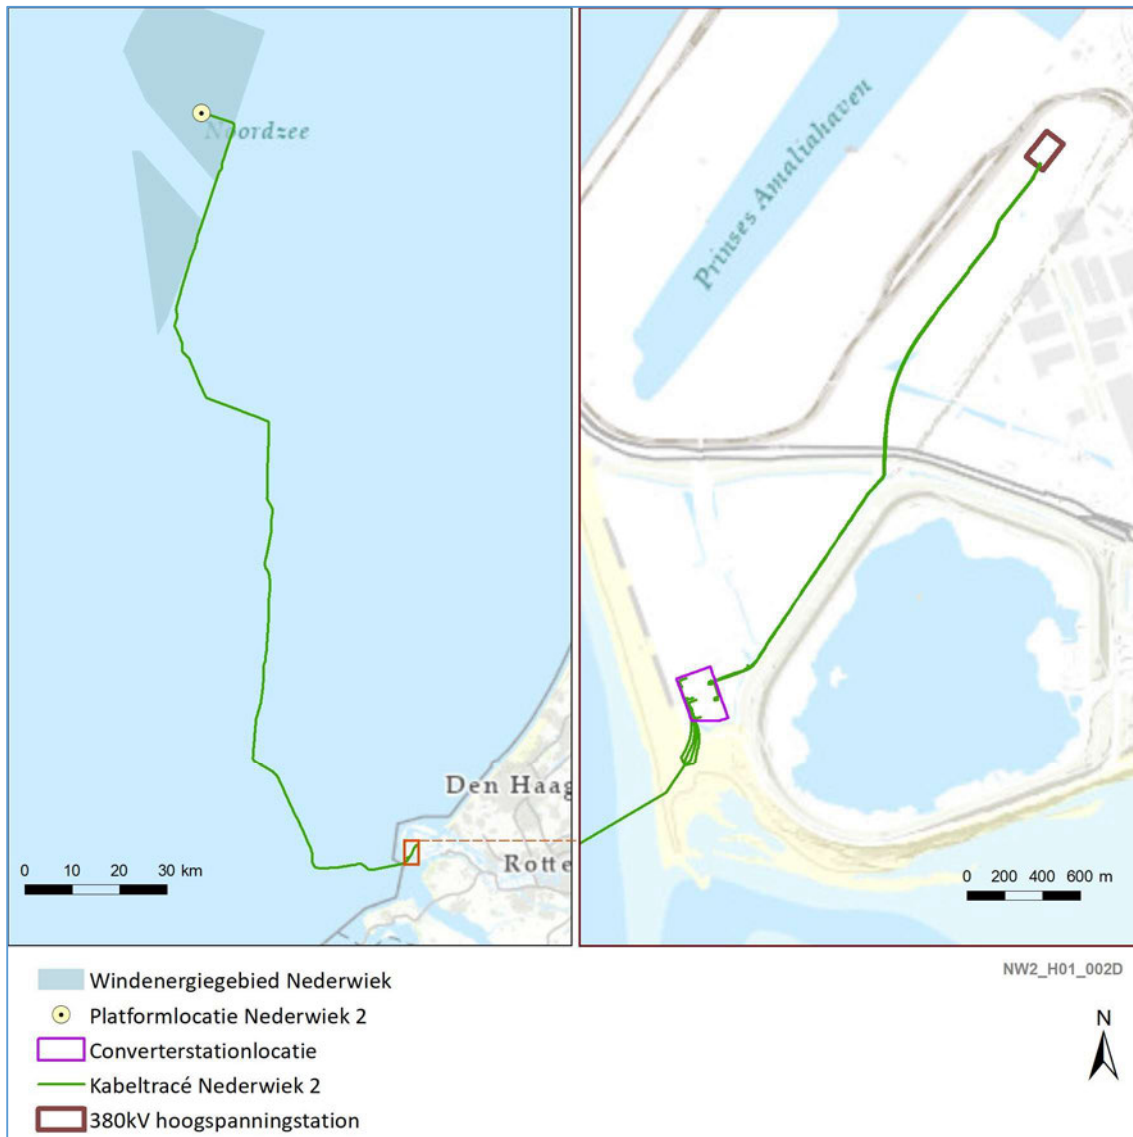 Noordzee
Prinses Amaliahaven
Den Haag
Rotte
0 10 20 30 km
0 200 400 600 m
NW2_H01_002D
Windenergiegebied Nederwiek
Platformlocatie Nederwiek 2
Converterstationlocatie
Kabeltracé Nederwiek 2
380kV hoogspanningstation
N